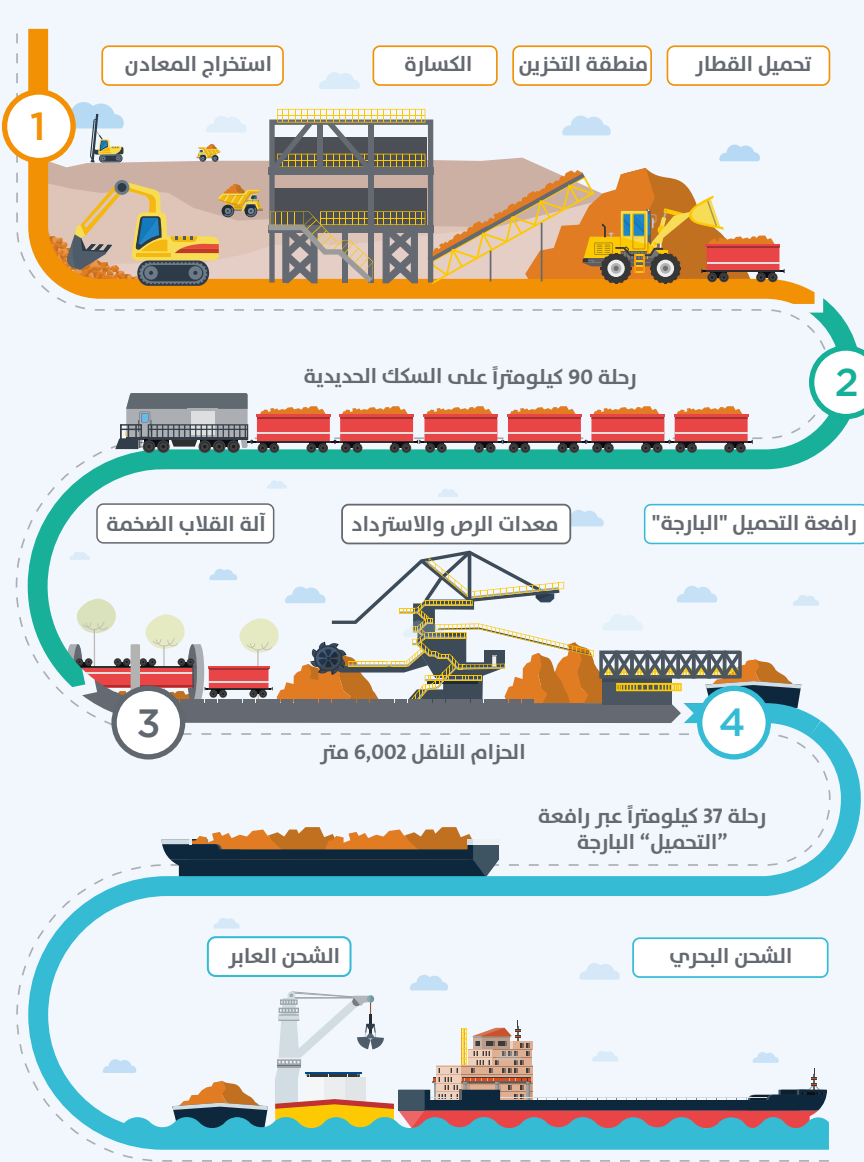 استخراج المعادن
الكسارة
منطقة التخزين
تحميل القطار
1
2
رحلة 90 كيلومتراً على السكك الحديدية
آلة القلاب الضخمة
معدات الرص والاسترداد
رافعة التحميل "البارجة"
3
4
الحزام الناقل 6,002 متر
رحلة 37 كيلومتراً عبر رافعة
”التحميل“ البارجة
الشحن العابر
الشحن البحري